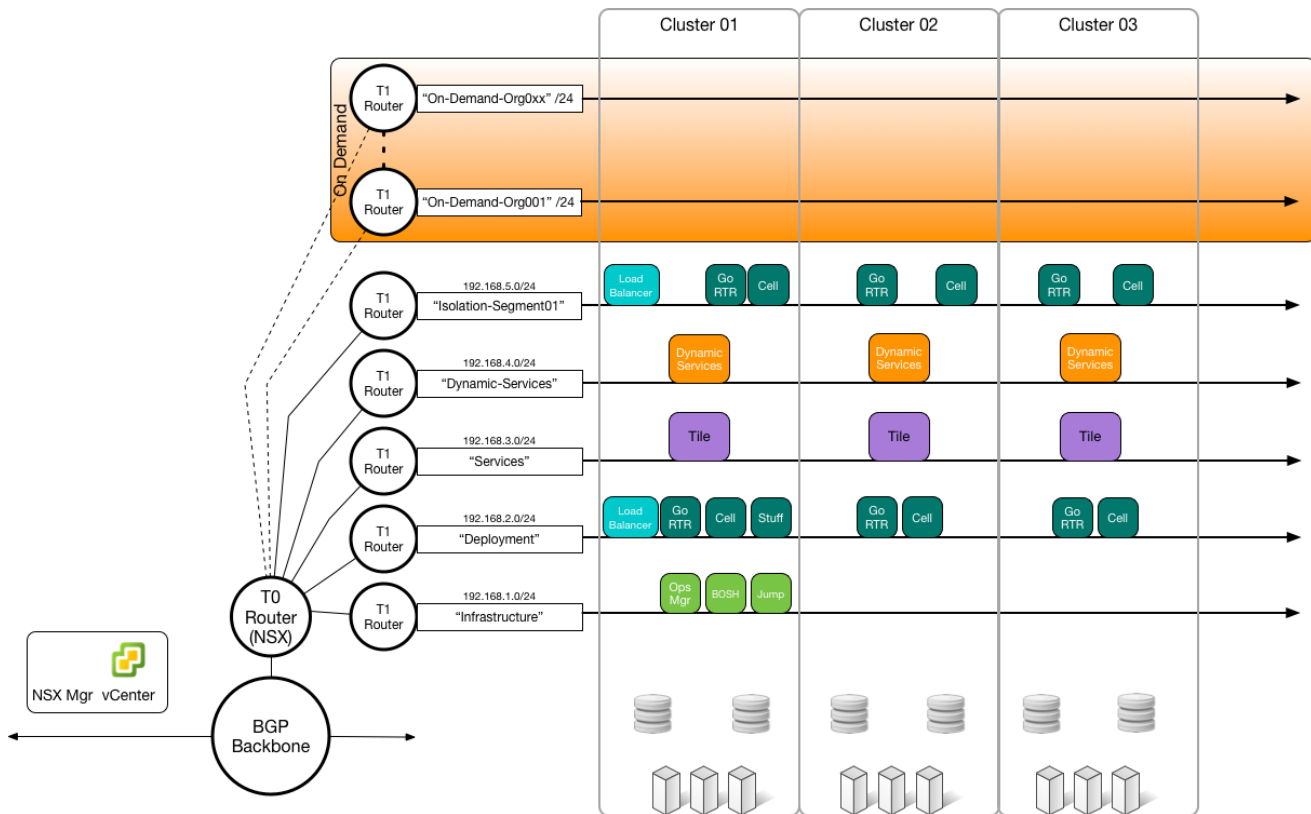 Cluster 01
Cluster 02
Cluster 03
On Demand
T1
Router
“On-Demand-Org0xx” /24
T1
Router
“On-Demand-Org001” /24
T1
Router
192.168.5.0/24
“Isolation-Segment01”
Load
Balancer
Go
RTR
Cell
Go
RTR
Cell
Go
RTR
Cell
T1
Router
192.168.4.0/24
“Dynamic-Services”
Dynamic
Services
Dynamic
Services
Dynamic
Services
T1
Router
192.168.3.0/24
“Services”
Tile
Tile
Tile
T1
Router
192.168.2.0/24
“Deployment”
Load
Balancer
Go
RTR
Cell
Stuff
Go
RTR
Cell
Go
RTR
Cell
T1
Router
192.168.1.0/24
“Infrastructure”
Ops
Mgr
BOSH
Jump
T0
Router
(NSX)
NSX Mgr vCenter
BGP
Backbone